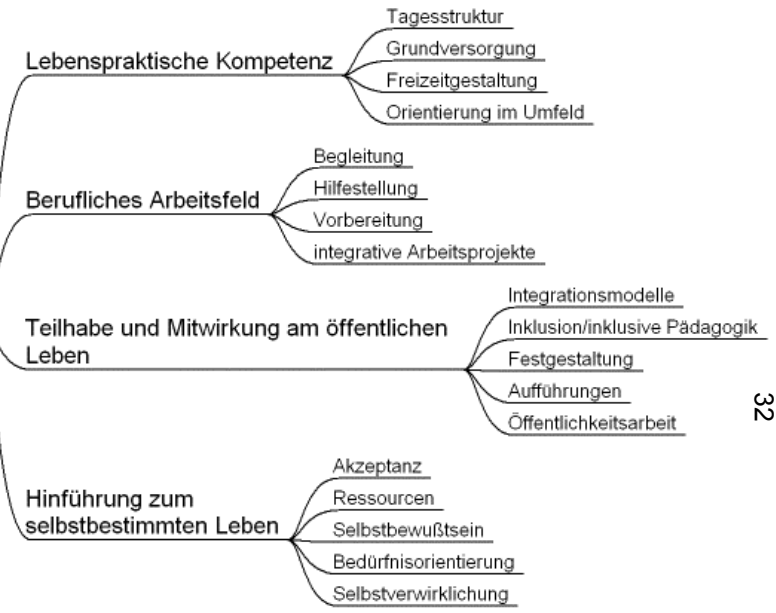 Lebenspraktische Kompetenz
Tagesstruktur
Grundversorgung
Freizeitgestaltung
Orientierung im Umfeld
Berufliches Arbeitsfeld
Begleitung
Hilfestellung
Vorbereitung
integrative Arbeitsprojekte
Teilhabe und Mitwirkung am öffentlichen
Leben
Integrationsmodelle
Inklusion/inklusive Pädagogik
Festgestaltung
Aufführungen
Öffentlichkeitsarbeit
Hinführung zum
selbstbestimmten Leben
Akzeptanz
Ressourcen
Selbstbewußtsein
Bedürfnisorientierung
Selbstverwirklichung
32